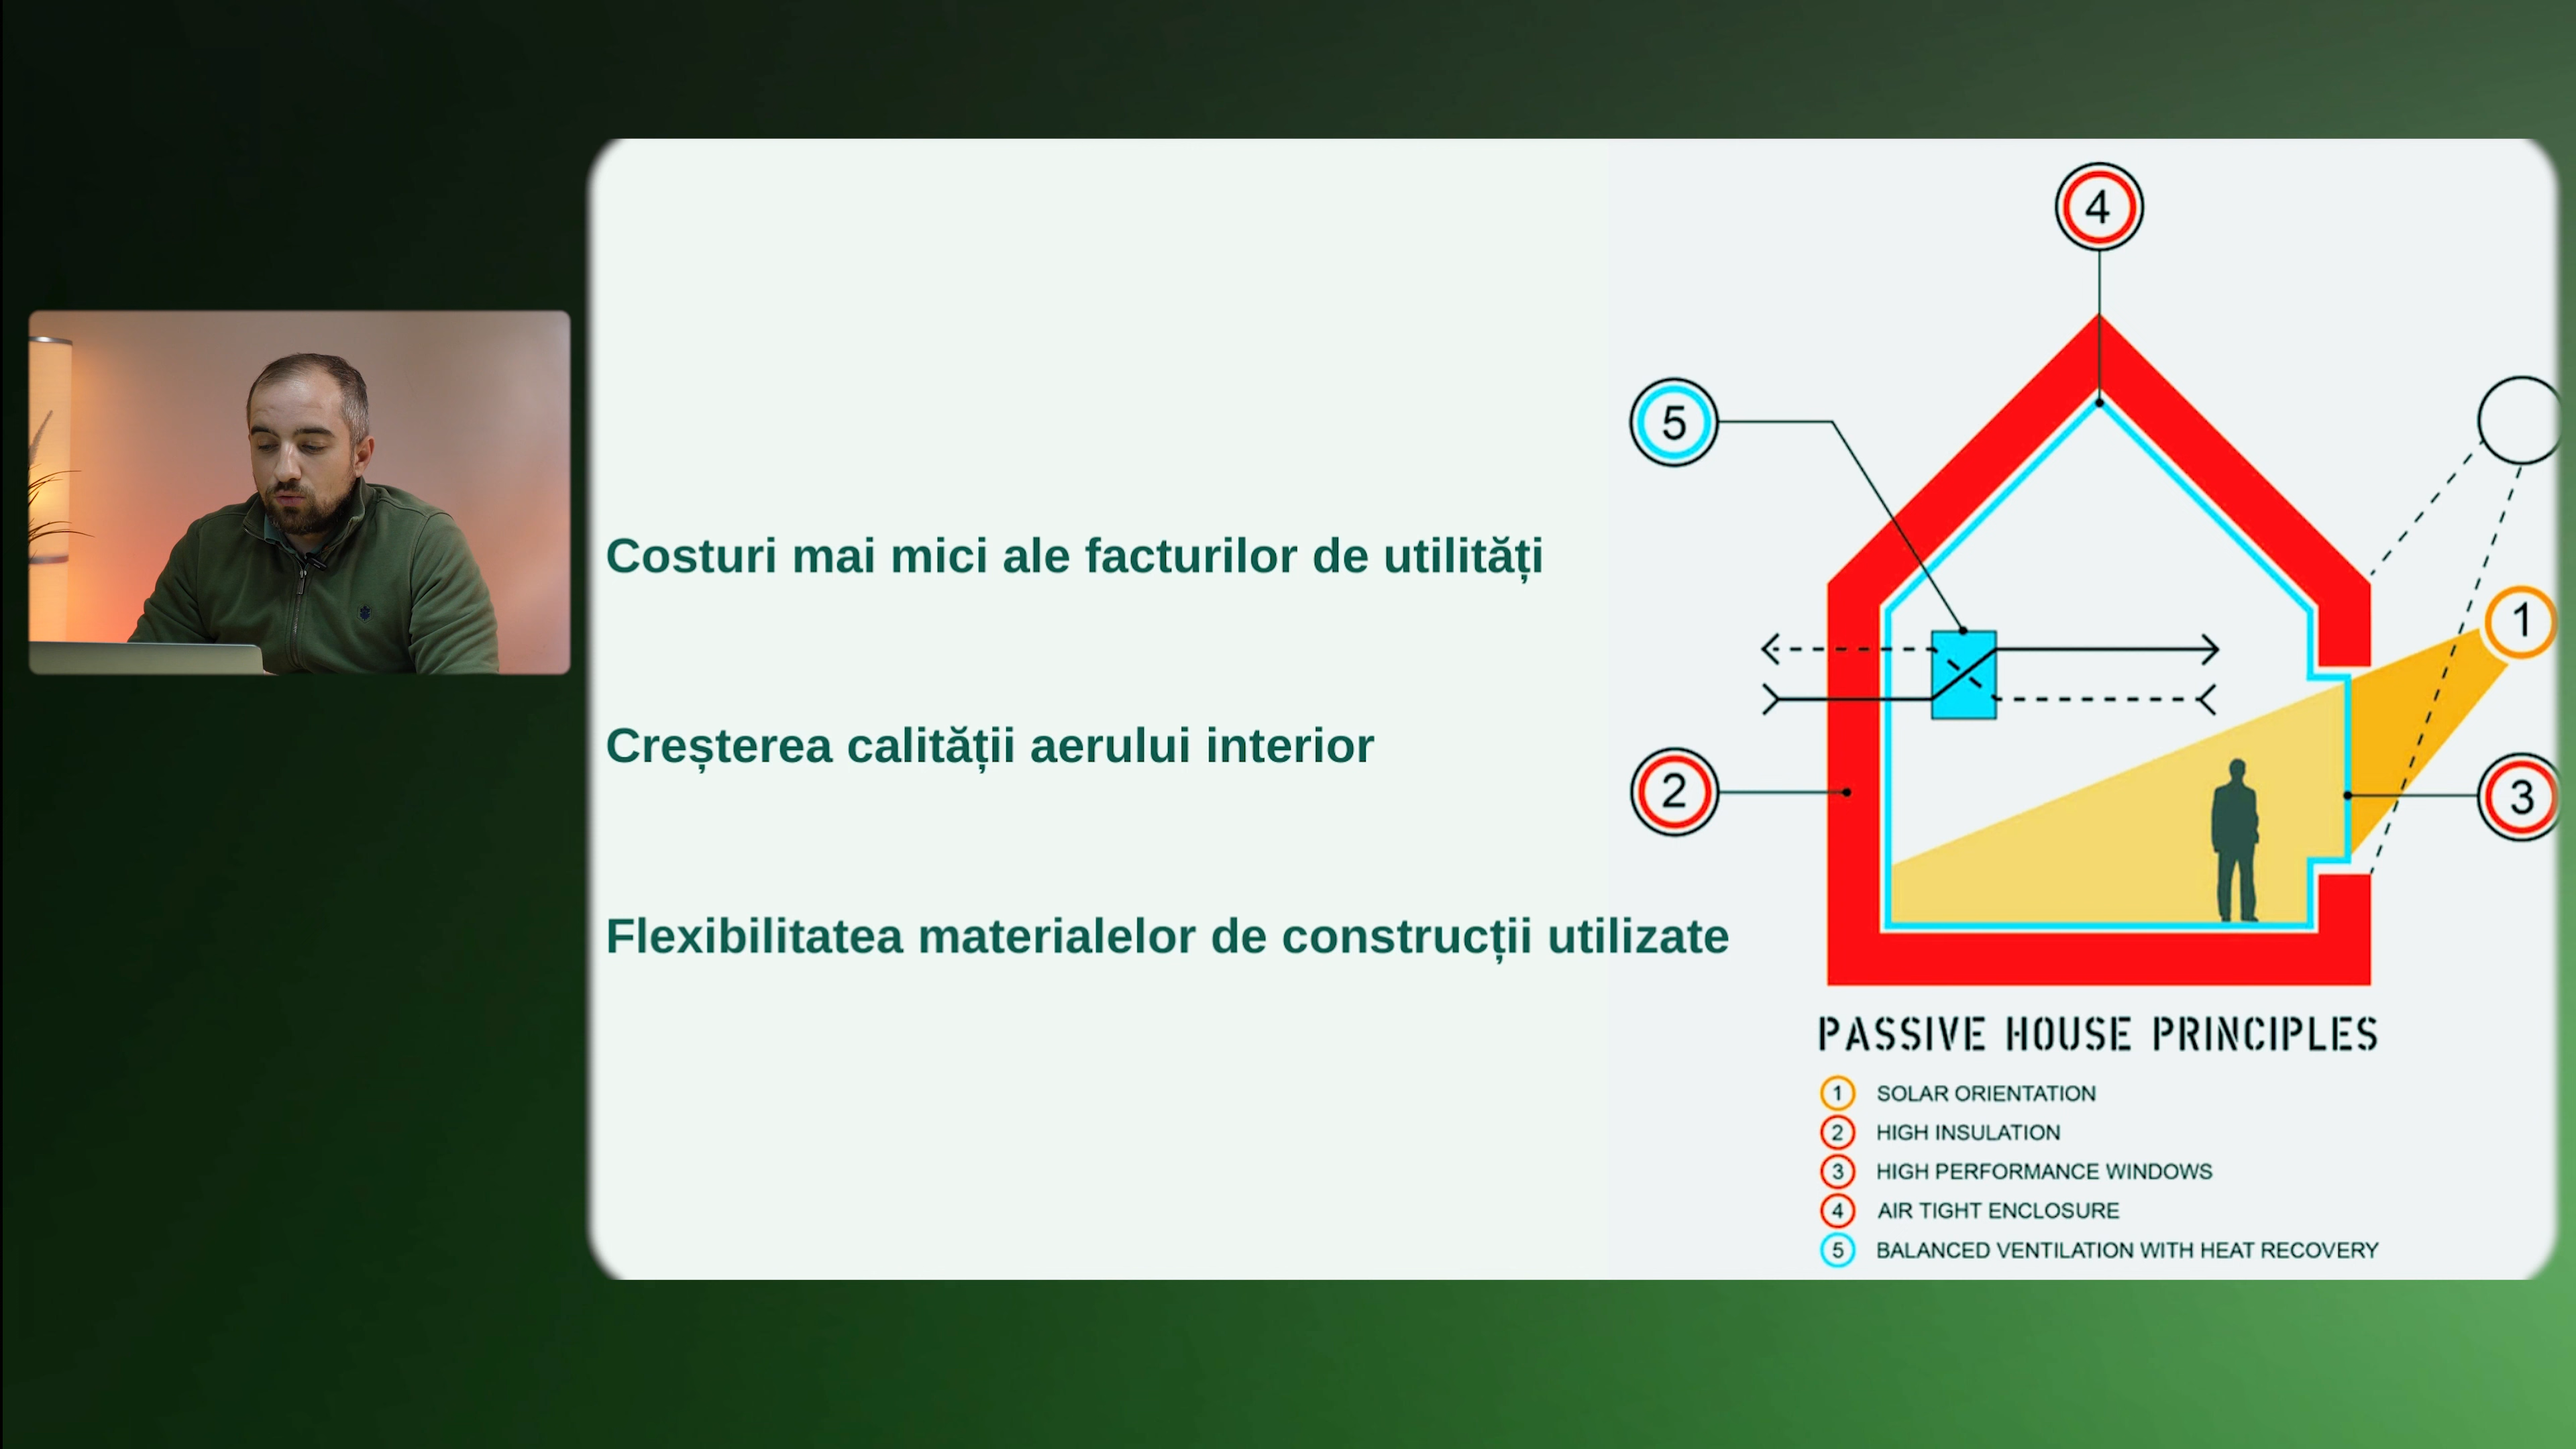 Costuri mai mici ale facturilor de utilități
Creșterea calității aerului interior
Flexibilitatea materialelor de construcții utilizate
4
5
1
2
3
PASSIVE HOUSE PRINCIPLES
1 SOLAR ORIENTATION
2 HIGH INSULATION
3 HIGH PERFORMANCE WINDOWS
4 AIR TIGHT ENCLOSURE
5 BALANCED VENTILATION WITH HEAT RECOVERY